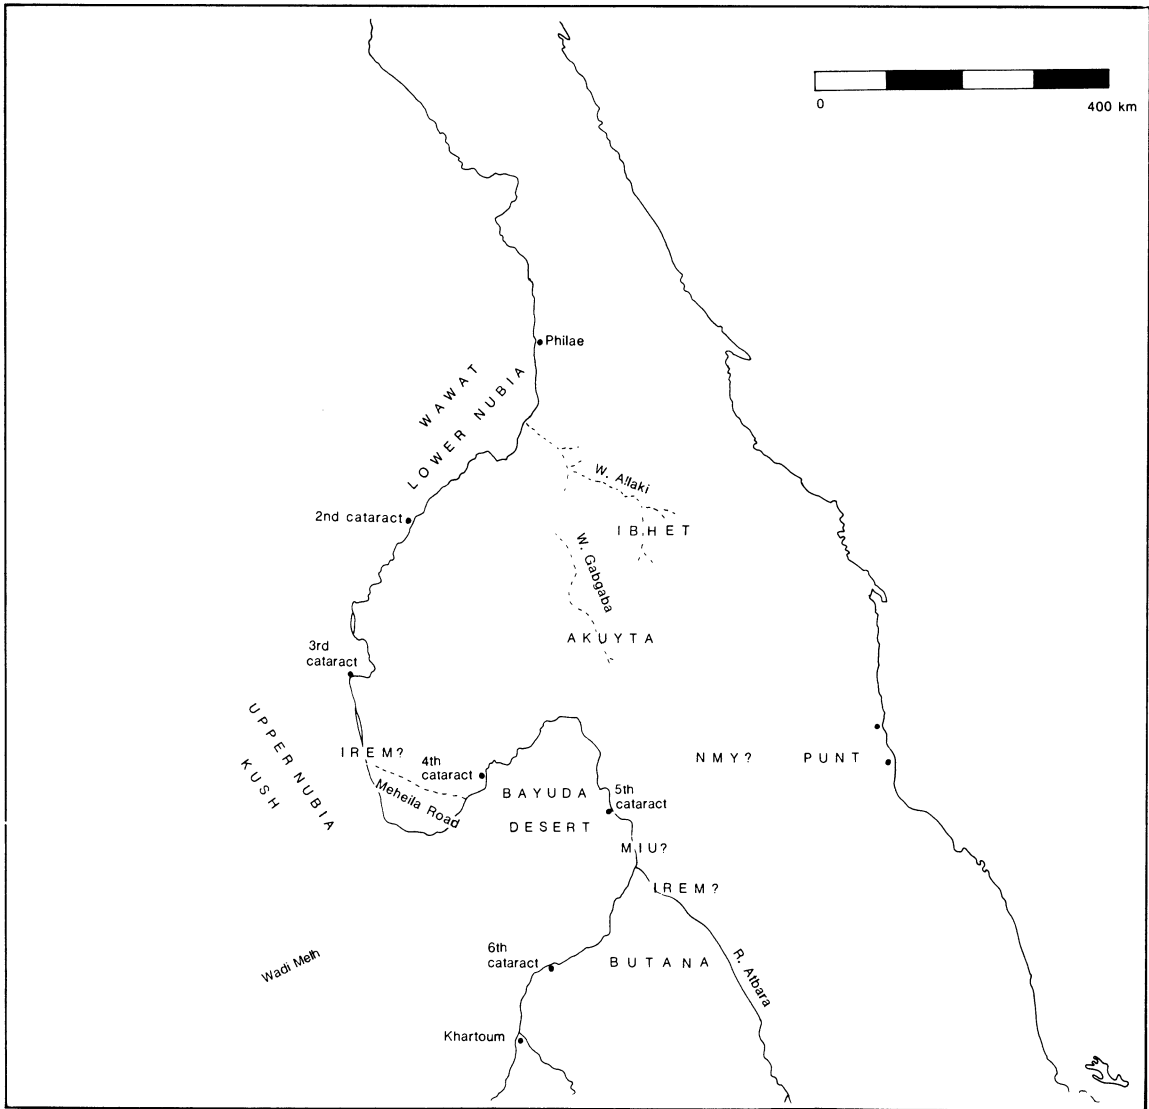 0
400 km
Philae
WAWAT
LOWER NUBIA
W. Allaki
2nd cataract
IBHET
W. Gabgaba
AKUYTA
3rd
cataract
UPPER NUBIA
KUSH
IREM?
4th
cataract
NMY?
PUNT
Meheila Road
BAYUDA
DESERT
5th
cataract
MIU?
IREM?
6th
cataract
BUTANA
R. Atbara
Wadi Melh
Khartoum